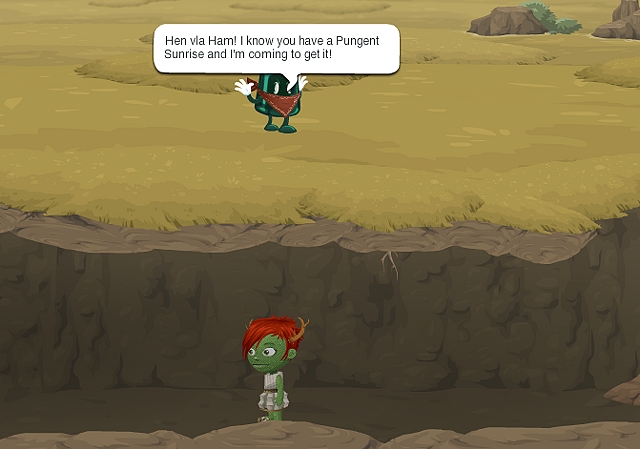 Hen vla Ham! I know you have a Pungent
Sunrise and I'm coming to get it!